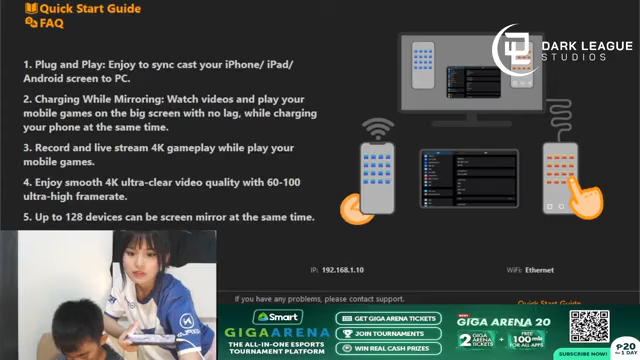 Quick Start Guide
FAQ
DARK LEAGUE
STUDIOS
1. Plug and Play: Enjoy to sync cast your iPhone/ iPad/
Android screen to PC.
2. Charging While Mirroring: Watch videos and play your
mobile games on the big screen with no lag, while charging
your phone at the same time.
3. Record and live stream 4K gameplay while play your
mobile games.
4. Enjoy smooth 4K ultra-clear video quality with 60-100
ultra-high framerate.
5. Up to 128 devices can be screen mirror at the same time.
IP: 192.168.1.10
WiFi: Ethernet
If you have any problems, please contact support.
Quick Start Guide
Smart
GIGAARENA
THE ALL-IN-ONE ESPORTS
TOURNAMENT PLATFORM
GET GIGA ARENA TICKETS
JOIN TOURNAMENTS
WIN REAL CASH PRIZES
GIGA ARENA 20
2 GIGA ARENA TICKETS
+
FREE 100 MB FOR ALL APPS
SUBSCRIBE NOW!
₱20
1 DAY